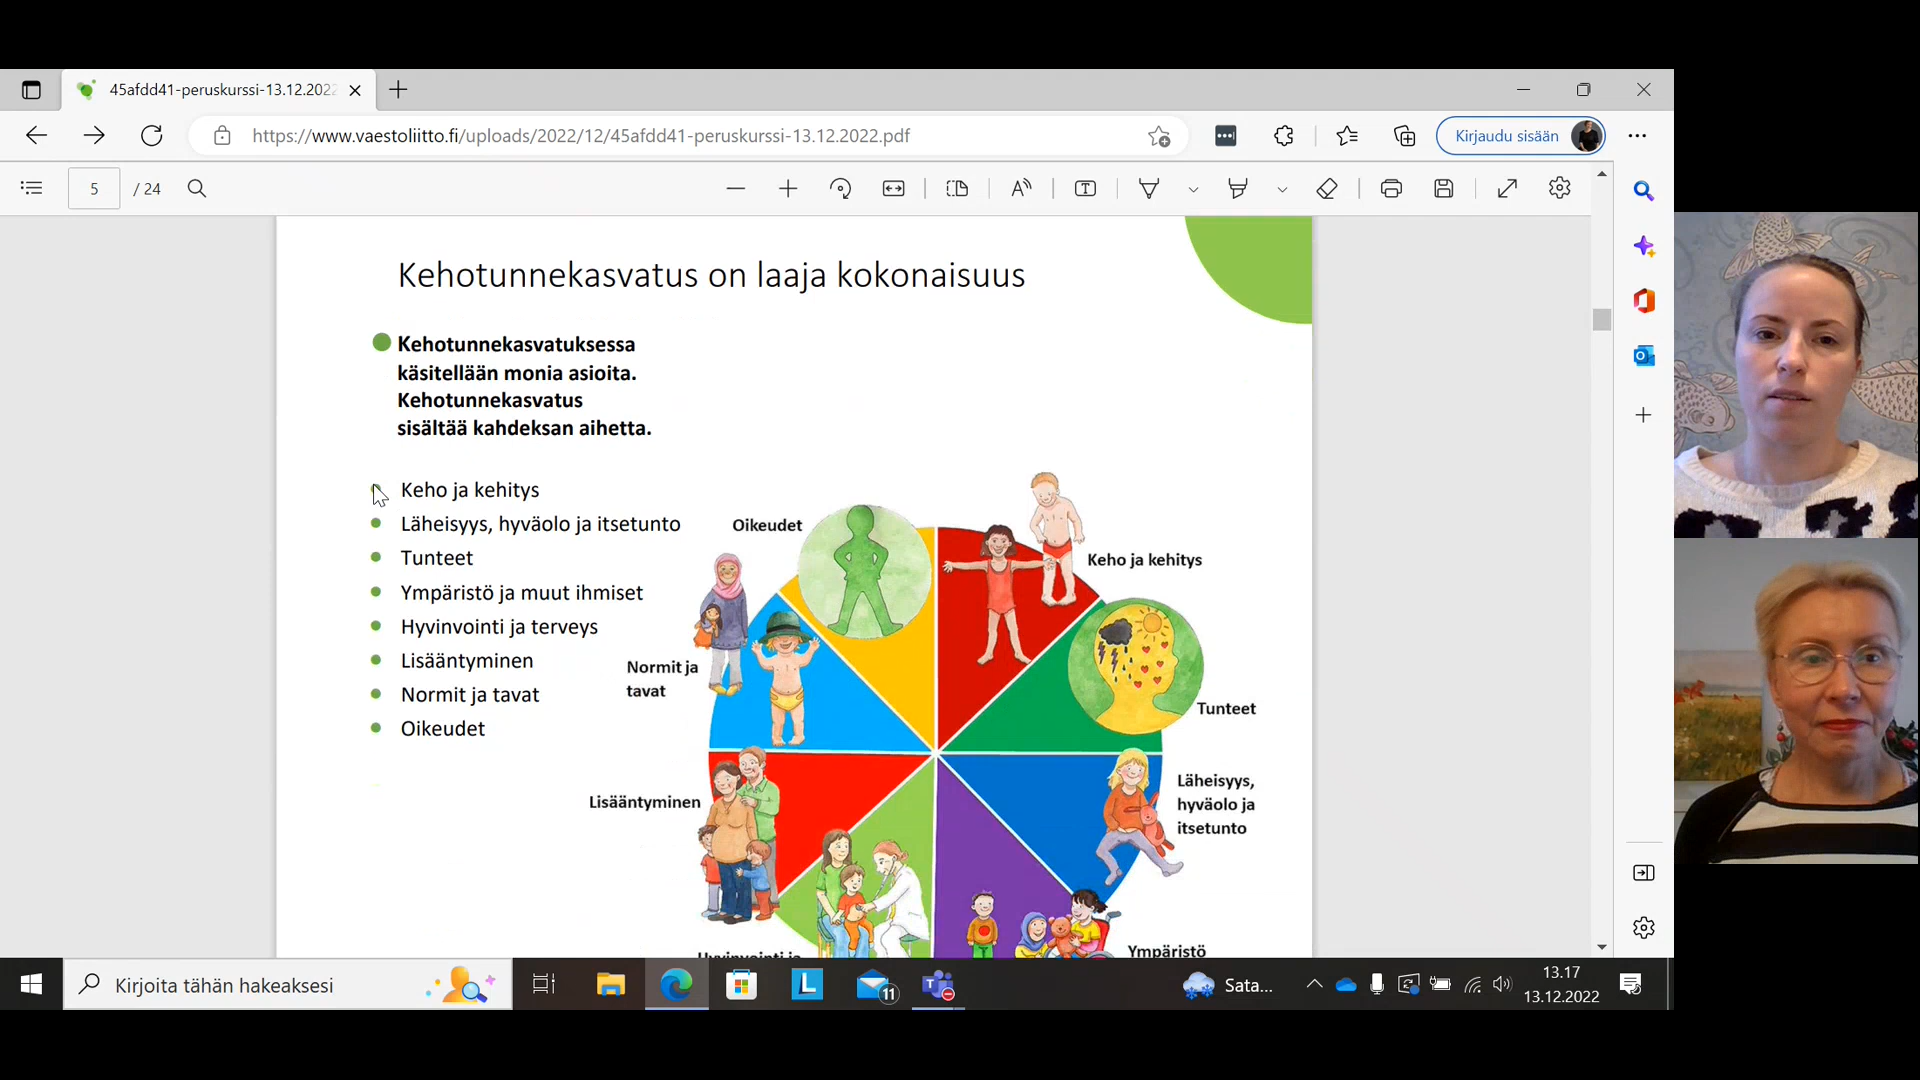 45afdd41-peruskurssi-13.12.2022
https://www.vaestoliitto.fi/uploads/2022/12/45afdd41-peruskurssi-13.12.2022.pdf
Kirjaudu sisään
5
/ 24
Kehotunnekasvatus on laaja kokonaisuus
Kehotunnekasvatuksessa
käsitellään monia asioita.
Kehotunnekasvatus
sisältää kahdeksan aihetta.
Keho ja kehitys
Läheisyys, hyväolo ja itsetunto
Tunteet
Ympäristö ja muut ihmiset
Hyvinvointi ja terveys
Lisääntyminen
Normit ja tavat
Oikeudet
Oikeudet
Keho ja kehitys
Normit ja
tavat
Tunteet
Läheisyys,
hyväolo ja
itsetunto
Lisääntyminen
Hyvinvointi ja
Ympäristö
Kirjoita tähän hakeaksesi
L
11
Sata...
13.17
13.12.2022